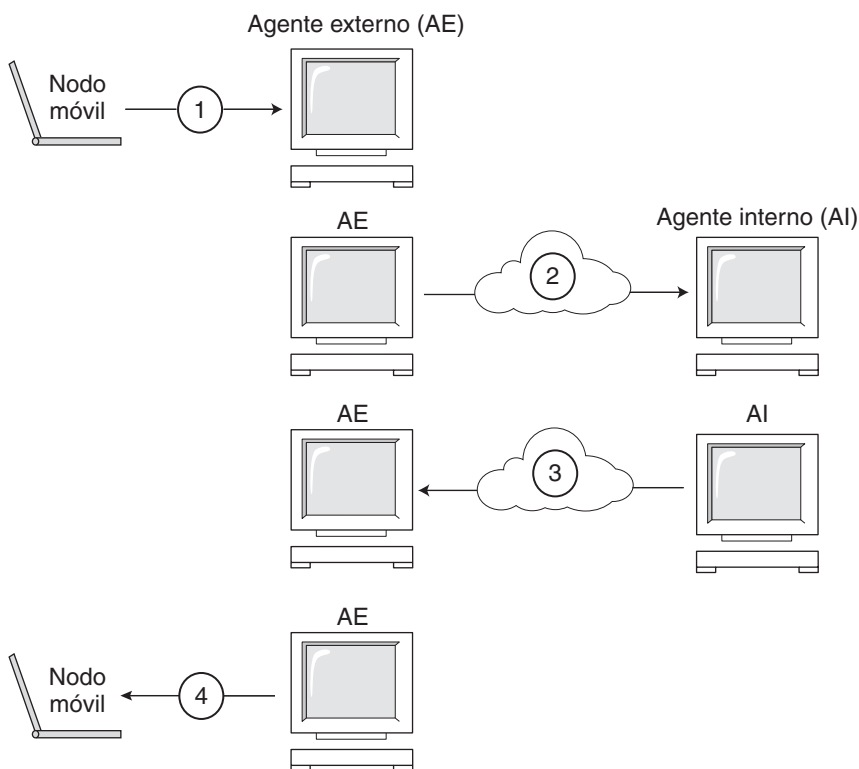 Agente externo (AE)
Nodo
móvil
1
AE
Agente interno (AI)
2
AE
AI
3
AE
Nodo
móvil
4